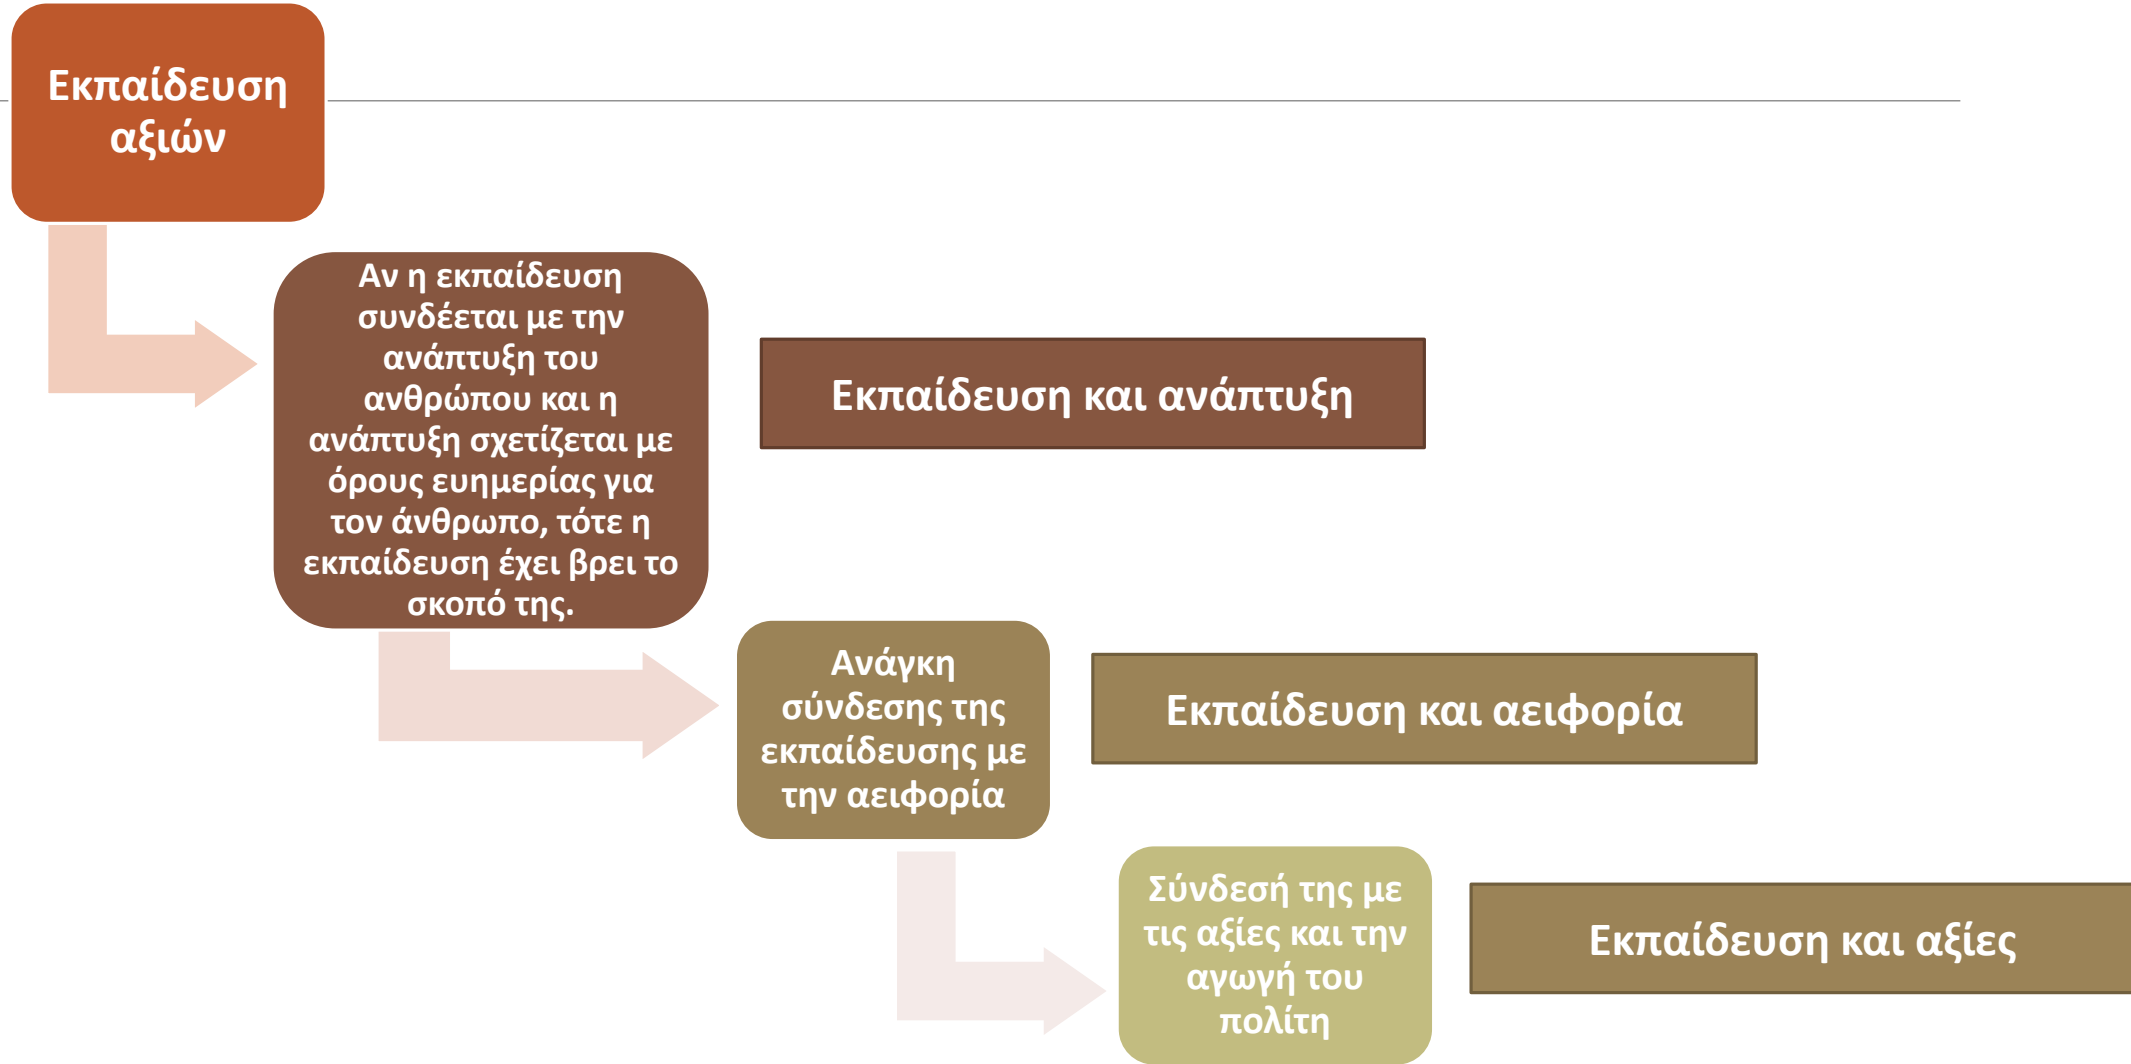 Εκπαίδευση
αξιών
Αν η εκπαίδευση
συνδέεται με την
ανάπτυξη του
ανθρώπου και η
ανάπτυξη σχετίζεται με
όρους ευημερίας για
τον άνθρωπο, τότε η
εκπαίδευση έχει βρει το
σκοπό της.
Εκπαίδευση και ανάπτυξη
Ανάγκη
σύνδεσης της
εκπαίδευσης με
την αειφορία
Εκπαίδευση και αειφορία
Σύνδεσή της με
τις αξίες και την
αγωγή του
πολίτη
Εκπαίδευση και αξίες